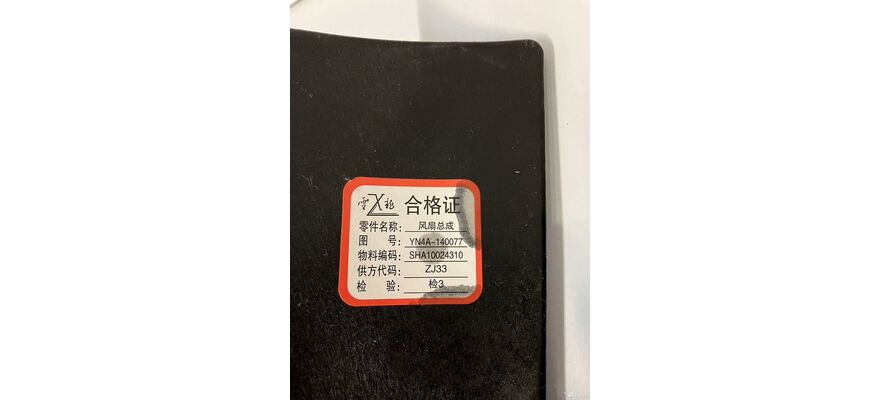 合格证
零件名称: 风扇总成
图 号: YN4A-140077
物料编码: SHA10024310
供方代码: ZJ33
检 验: 检3